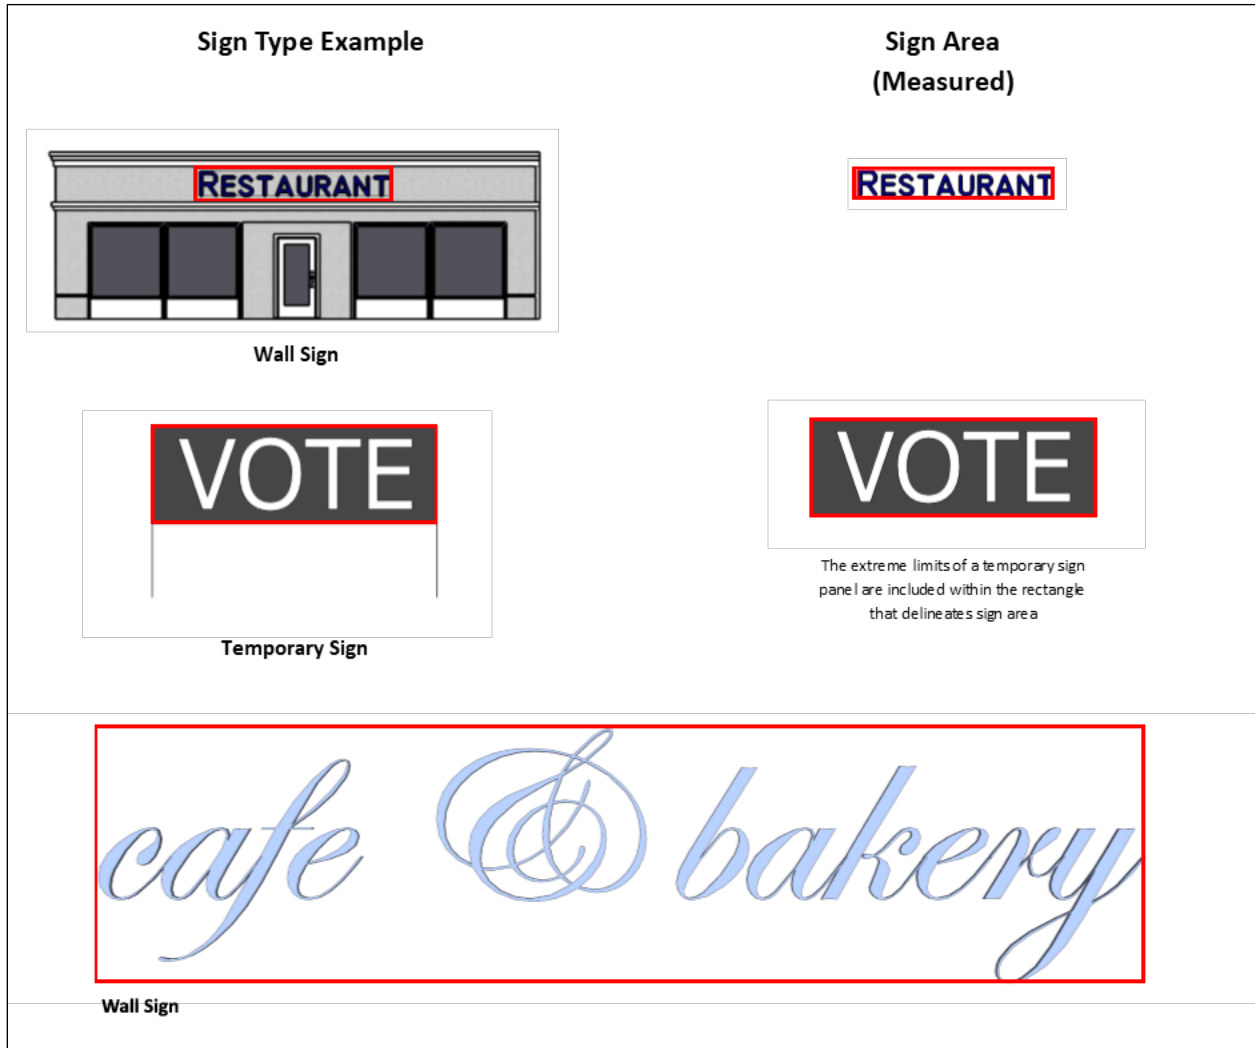 Sign Type Example
Sign Area
(Measured)
RESTAURANT
RESTAURANT
Wall Sign
VOTE
VOTE
The extreme limits of a temporary sign
panel are included within the rectangle
that delineates sign area
Temporary Sign
cafe & bakery
Wall Sign